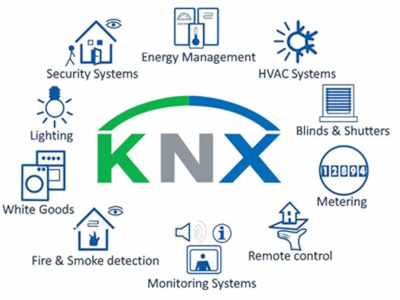 Energy Management
Security Systems
HVAC Systems
Lighting
Blinds & Shutters
KNX
12894
White Goods
Metering
Fire & Smoke detection
Remote control
i
Monitoring Systems